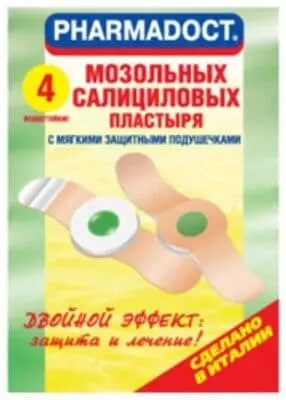 PHARMADOCT®
4
МОЗОЛЬНЫХ
САЛИЦИЛОВЫХ
ПЛАСТЫРЯ
С МЯГКИМИ ЗАЩИТНЫМИ ПОДУШЕЧКАМИ
ДВОЙНОЙ ЭФФЕКТ:
защита и лечение!
СДЕЛАНО
В ИТАЛИИ